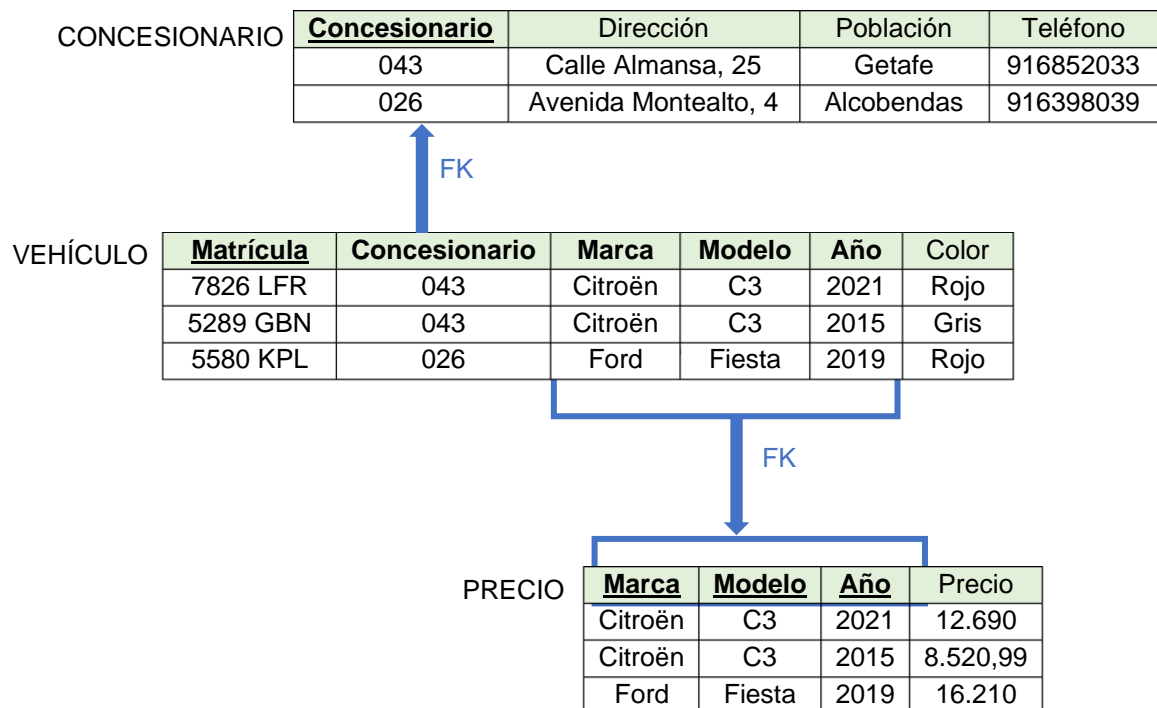 CONCESIONARIO Concesionario Dirección Población Teléfono
043 Calle Almansa, 25 Getafe 916852033
026 Avenida Montealto, 4 Alcobendas 916398039
FK
VEHÍCULO Matrícula Concesionario Marca Modelo Año Color
7826 LFR 043 Citroën C3 2021 Rojo
5289 GBN 043 Citroën C3 2015 Gris
5580 KPL 026 Ford Fiesta 2019 Rojo
FK
PRECIO Marca Modelo Año Precio
Citroën C3 2021 12.690
Citroën C3 2015 8.520,99
Ford Fiesta 2019 16.210